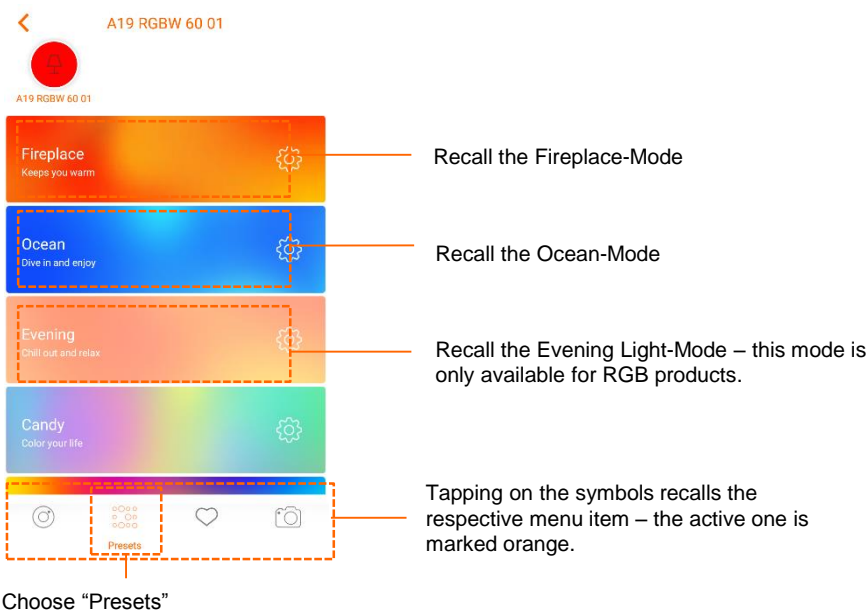 A19 RGBW 60 01
A19 RGBW 60 01
Fireplace
Keeps you warm
Recall the Fireplace-Mode
Ocean
Dive in and enjoy
Recall the Ocean-Mode
Evening
Chill out and relax
Recall the Evening Light-Mode – this mode is
only available for RGB products.
Candy
Color your life
Tapping on the symbols recalls the
respective menu item – the active one is
marked orange.
Presets
Choose “Presets”